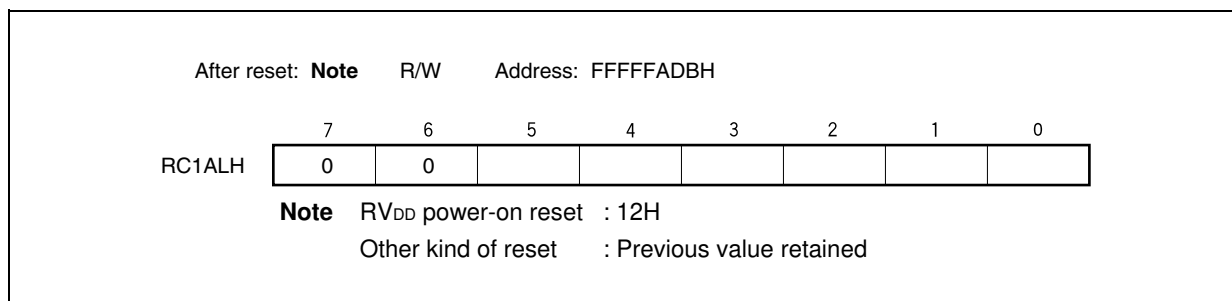 After reset: Note R/W Address: FFFFFADBH
7 6 5 4 3 2 1 0
RC1ALH 0 0
Note RVDD power-on reset : 12H
Other kind of reset : Previous value retained